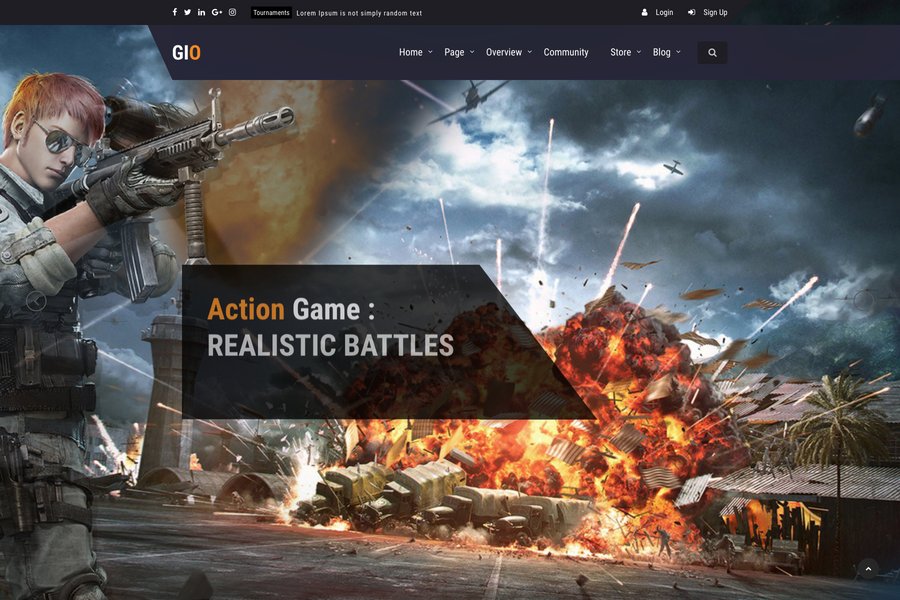 Tournaments Lorem Ipsum is not simply random text
Login Sign Up
GIO
Home Page Overview Community Store Blog
Action Game :
REALISTIC BATTLES